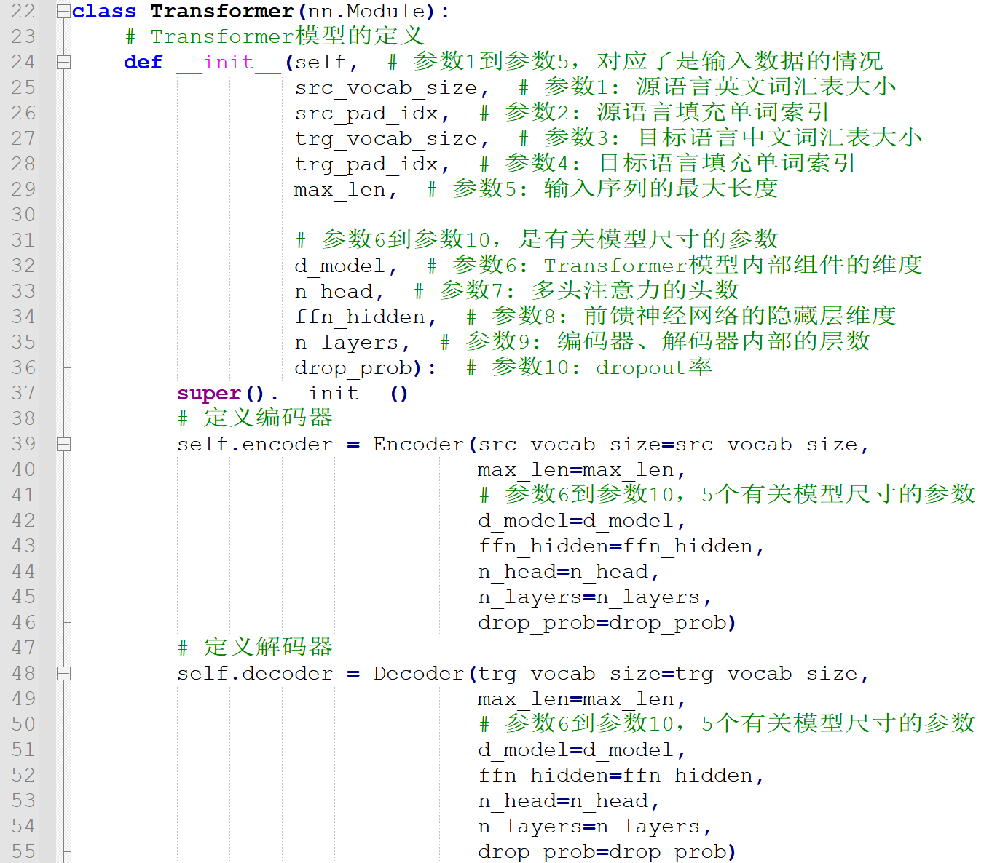 22 class Transformer(nn.Module):
23     # Transformer模型的定义
24     def __init__(self,  # 参数1到参数5，对应了是输入数据的情况
25                  src_vocab_size,  # 参数1: 源语言英文词汇表大小
26                  src_pad_idx,  # 参数2: 源语言填充单词索引
27                  trg_vocab_size,  # 参数3: 目标语言中文词汇表大小
28                  trg_pad_idx,  # 参数4: 目标语言填充单词索引
29                  max_len,  # 参数5: 输入序列的最大长度
30
31                  # 参数6到参数10，是有关模型尺寸的参数
32                  d_model,  # 参数6: Transformer模型内部组件的维度
33                  n_head,  # 参数7: 多头注意力的头数
34                  ffn_hidden,  # 参数8: 前馈神经网络的隐藏层维度
35                  n_layers,  # 参数9: 编码器、解码器内部的层数
36                  drop_prob):  # 参数10: dropout率
37         super().__init__()
38         # 定义编码器
39         self.encoder = Encoder(src_vocab_size=src_vocab_size,
40                                max_len=max_len,
41                                # 参数6到参数10，5个有关模型尺寸的参数
42                                d_model=d_model,
43                                ffn_hidden=ffn_hidden,
44                                n_head=n_head,
45                                n_layers=n_layers,
46                                drop_prob=drop_prob)
47         # 定义解码器
48         self.decoder = Decoder(trg_vocab_size=trg_vocab_size,
49                                max_len=max_len,
50                                # 参数6到参数10，5个有关模型尺寸的参数
51                                d_model=d_model,
52                                ffn_hidden=ffn_hidden,
53                                n_head=n_head,
54                                n_layers=n_layers,
55                                drop_prob=drop_prob)